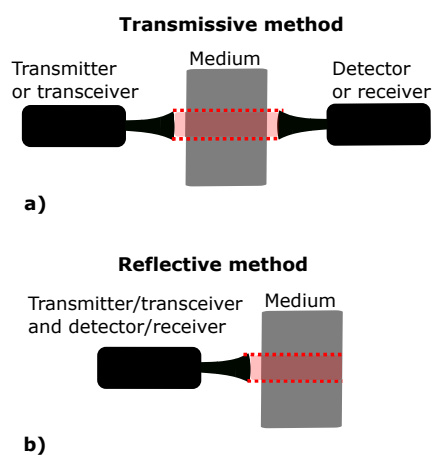 Transmissive method
Medium
Transmitter
or transceiver
Detector
or receiver
a)
Reflective method
Transmitter/transceiver
and detector/receiver
Medium
b)